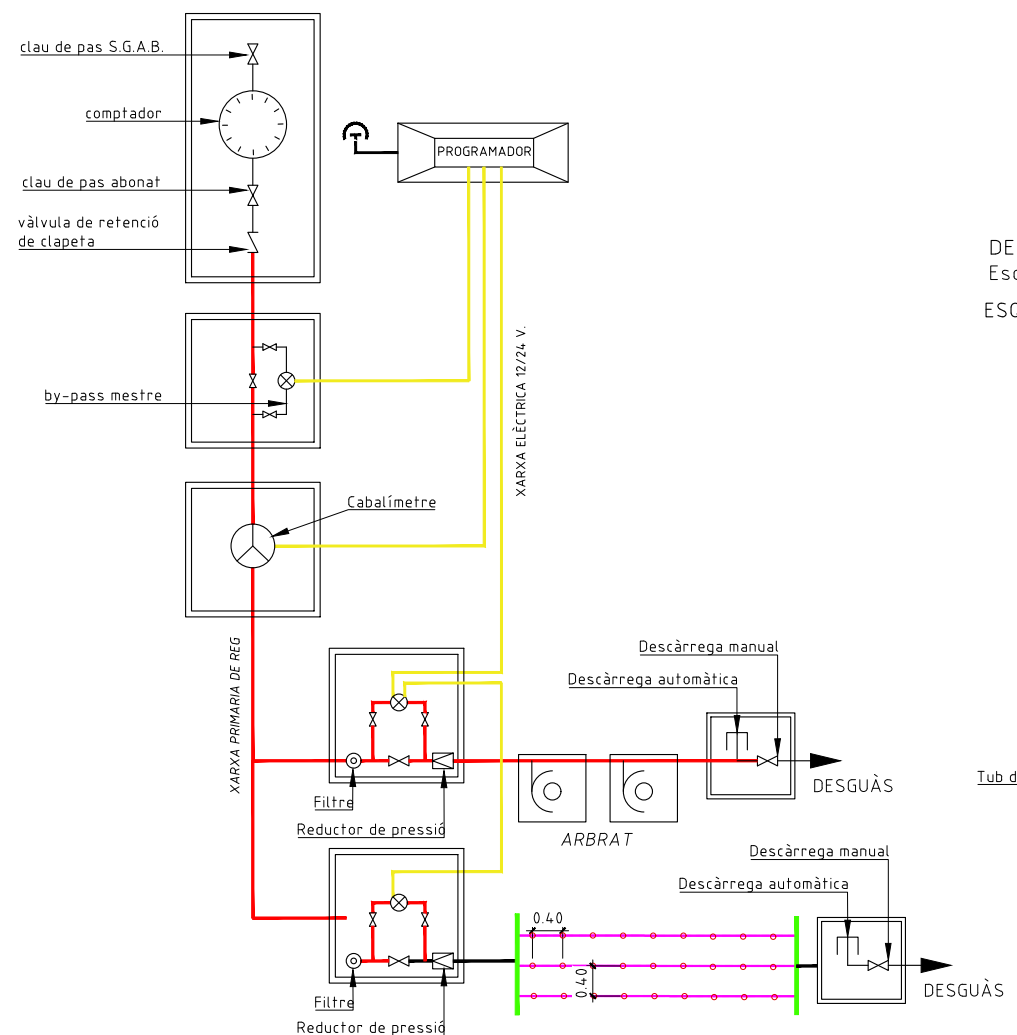 clau de pas S.G.A.B.
comptador
clau de pas abonat
vàlvula de retenció
de clapeta
PROGRAMADOR
DE
Esc
ESQ
XARXA ELÈCTRICA 12/24 V.
by-pass mestre
Cabalímetre
XARXA PRIMARIA DE REG
Descàrrega manual
Descàrrega automàtica
DESGUÀS
Filtre
Reductor de pressió
ARBRAT
Tub d
Descàrrega manual
Descàrrega automàtica
0.40
0.40
DESGUÀS
Filtre
Reductor de pressió